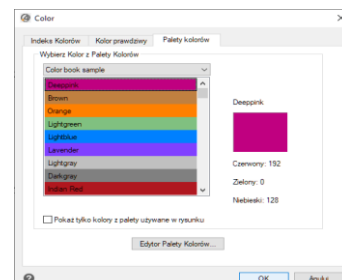 Color
Indeks Kolorów Kolor prawdziwy Palety kolorów
Wybierz Kolor z Palety Kolorów
Color book sample
Deeppink
Brown
Orange
Lightgreen
Lightblue
Lavender
Lightgray
Darkgray
Indian Red
Deeppink
Czerwony: 192
Zielony: 0
Niebieski: 128
Pokaż tylko kolory z palety używane w rysunku
Edytor Palety Kolorów...
OK Anuluj